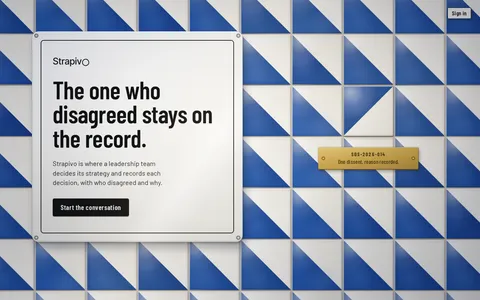 Sign in
Strapivo
The one who
disagreed stays on
the record.
Strapivo is where a leadership team
decides its strategy and records each
decision, with who disagreed and why.
Start the conversation
One dissent, reason recorded.